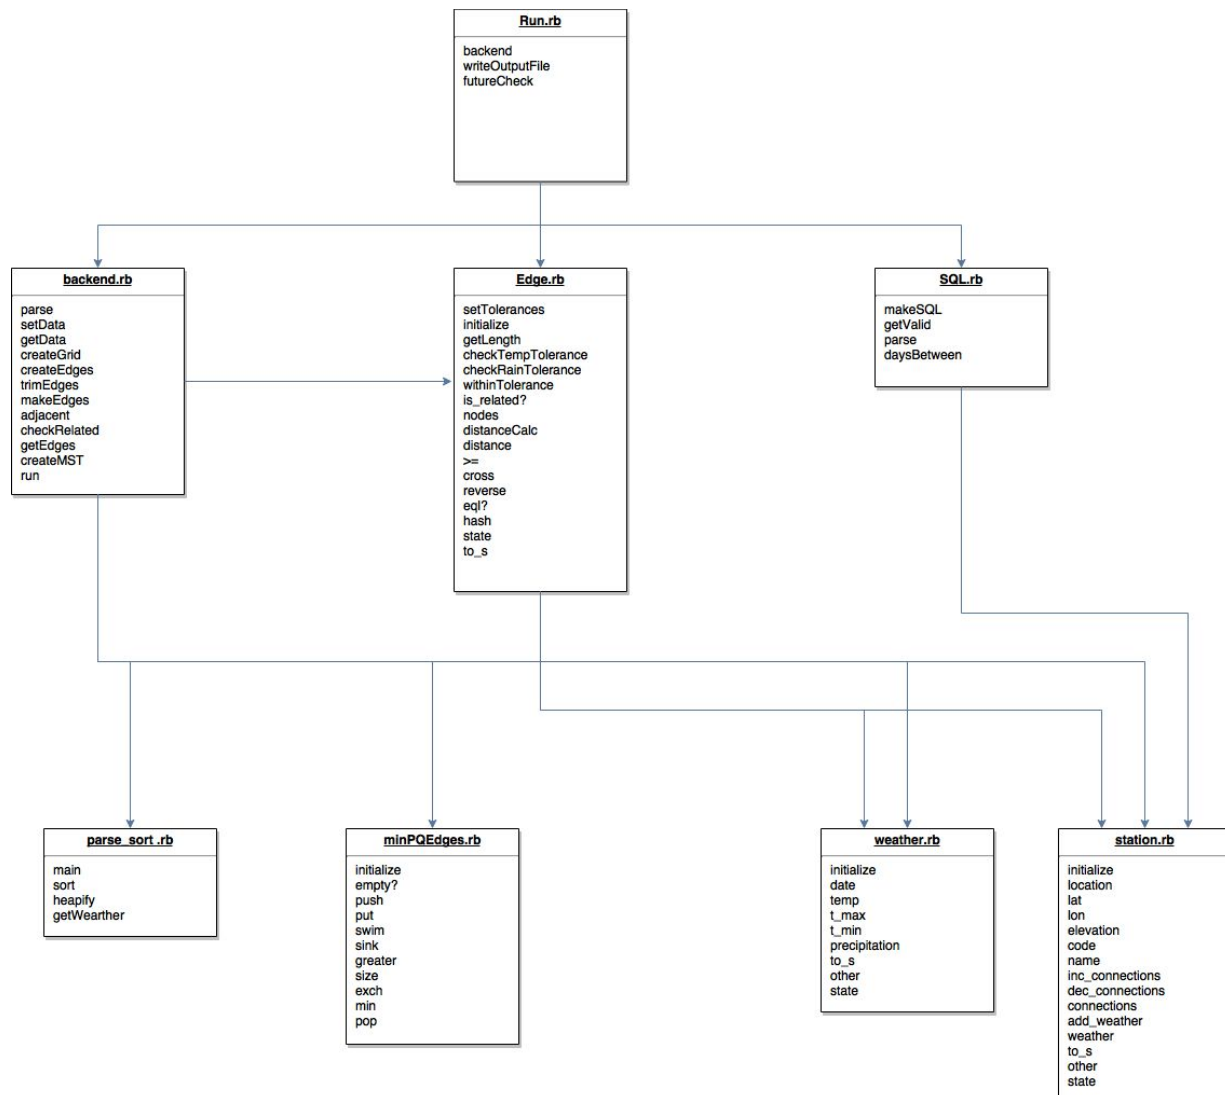 Run.rb
backend
writeOutputFile
futureCheck
backend.rb
parse
setData
getData
createGrid
createEdges
trimEdges
makeEdges
adjacent
checkRelated
getEdges
createMST
run
Edge.rb
setTolerances
initialize
getLength
checkTempTolerance
checkRainTolerance
withinTolerance
is_related?
nodes
distanceCalc
distance
>=
cross
reverse
eql?
hash
state
to_s
SQL.rb
makeSQL
getValid
parse
daysBetween
parse_sort .rb
main
sort
heapify
getWearther
minPQEdges.rb
initialize
empty?
push
put
swim
sink
greater
size
exch
min
pop
weather.rb
initialize
date
temp
t_max
t_min
precipitation
to_s
other
state
station.rb
initialize
location
lat
lon
elevation
code
name
inc_connections
dec_connections
connections
add_weather
weather
to_s
other
state